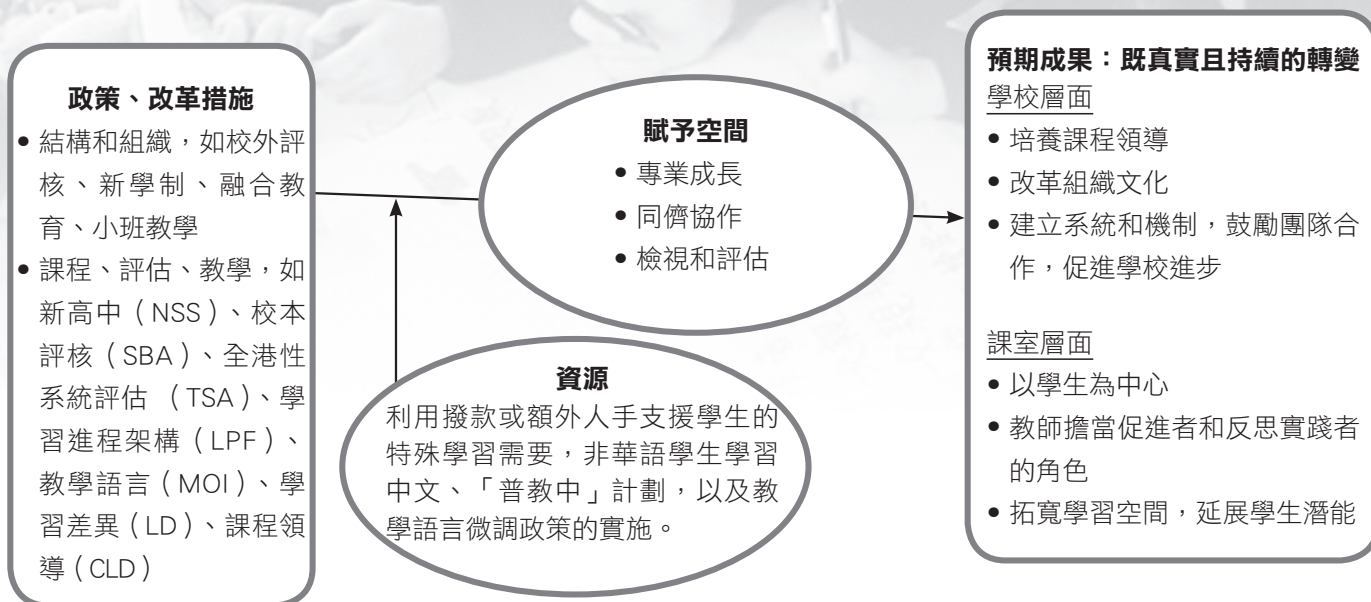 政策、改革措施
• 結構和組織，如校外評
核、新學制、融合教
育、小班教學
• 課程、評估、教學，如
新高中（NSS）、校本
評核（SBA）、全港性
系統評估 （TSA）、學
習進程架構（LPF）、
教學語言（MOI）、學
習差異（LD）、課程領
導（CLD）
賦予空間
• 專業成長
• 同儕協作
• 檢視和評估
資源
利用撥款或額外人手支援學生的
特殊學習需要，非華語學生學習
中文、「普教中」計劃，以及教
學語言微調政策的實施。
預期成果：既真實且持續的轉變
學校層面
• 培養課程領導
• 改革組織文化
• 建立系統和機制，鼓勵團隊合
作，促進學校進步
課室層面
• 以學生為中心
• 教師擔當促進者和反思實踐者
的角色
• 拓寬學習空間，延展學生潛能